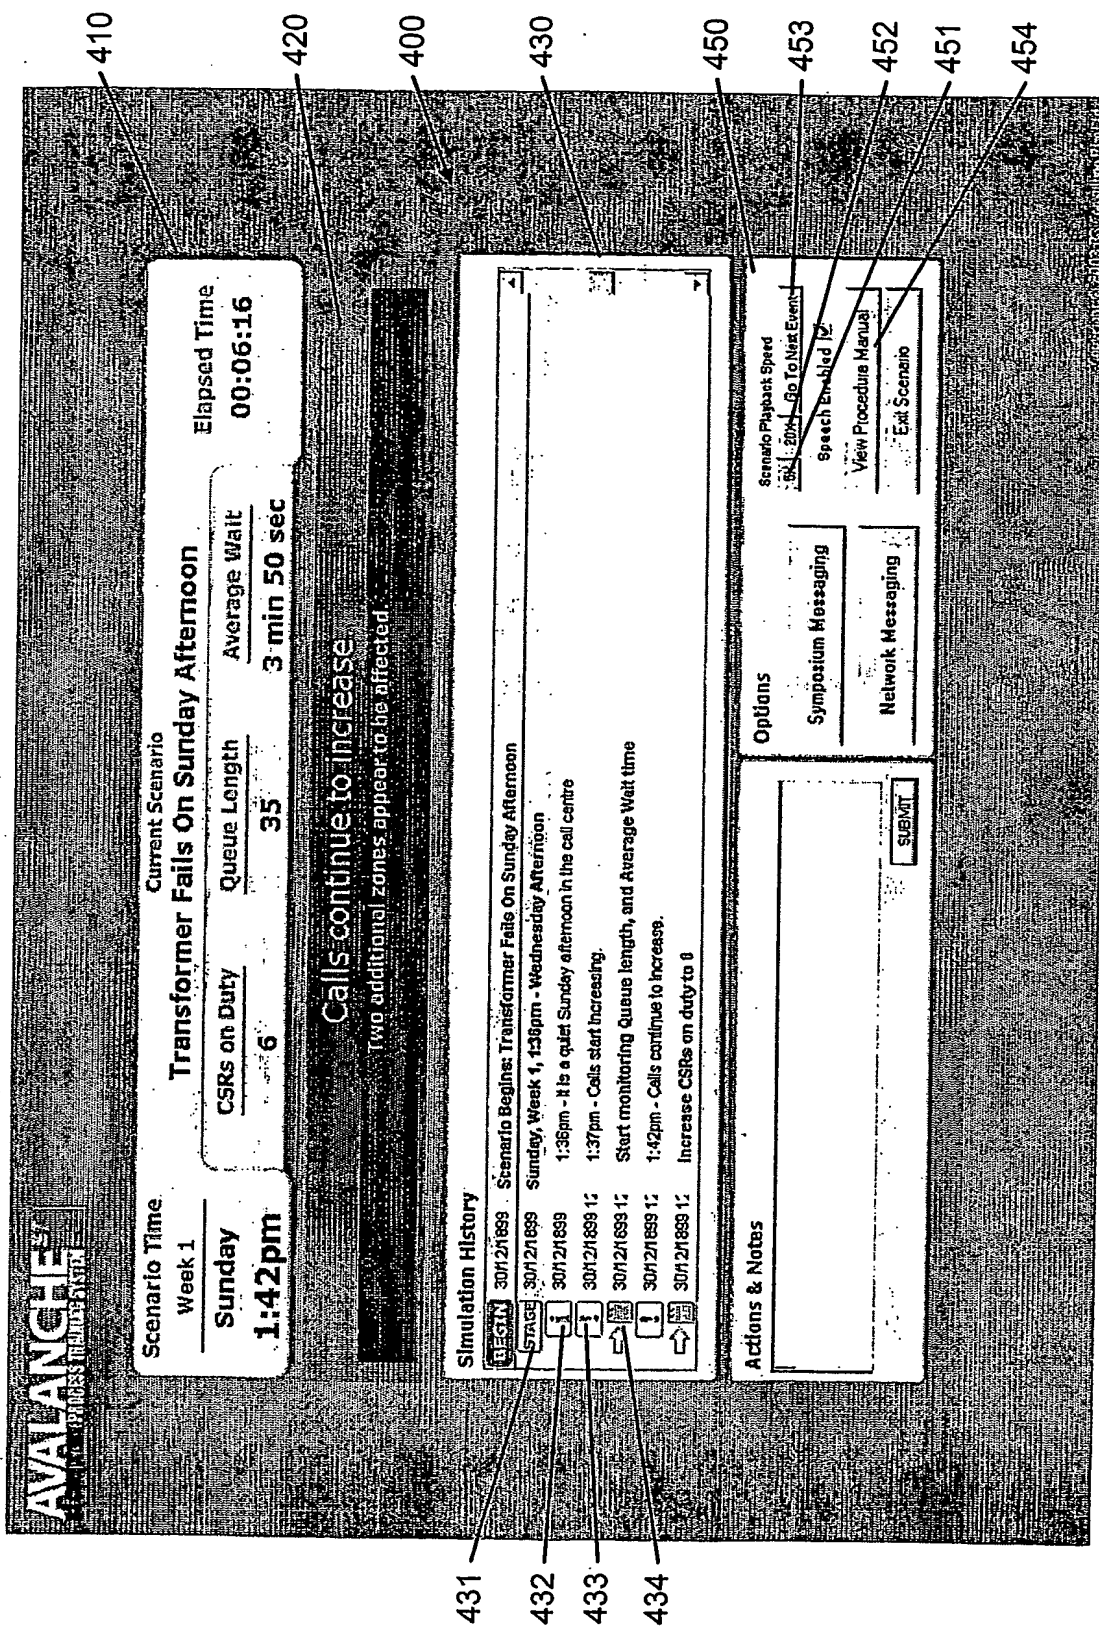 AVALANCHE
Scenario Time
Week 1
Sunday
1:42pm
Current Scenario
Transformer Fails On Sunday Afternoon
CSRs on Duty
6
Queue Length
35
Average Wait
3 min 50 sec
Elapsed Time
00:06:16
Calls continue to increase
Two additional zones appear to be affected
Simulation History
BEGIN 30/12/1899 Scenario Begins: Transformer Fails On Sunday Afternoon
STAGE 30/12/1899 Sunday, Week 1, 1:36pm - Wednesday Afternoon
30/12/1899 1:36pm - It is a quiet Sunday afternoon in the call centre
30/12/1899 12 1:37pm - Calls start increasing.
30/12/1899 12 Start monitoring Queue length, and Average Wait time
30/12/1899 12 1:42pm - Calls continue to increase.
30/12/1899 12 Increase CSRs on duty to 8
Actions & Notes
SUBMIT
Options
Symposium Messaging
Network Messaging
Scenario Playback Speed
5X 20X Go To Next Event
Speech Enabled
View Procedure Manual
Exit Scenario
410
420
400
430
450
453
452
451
454
431
432
433
434